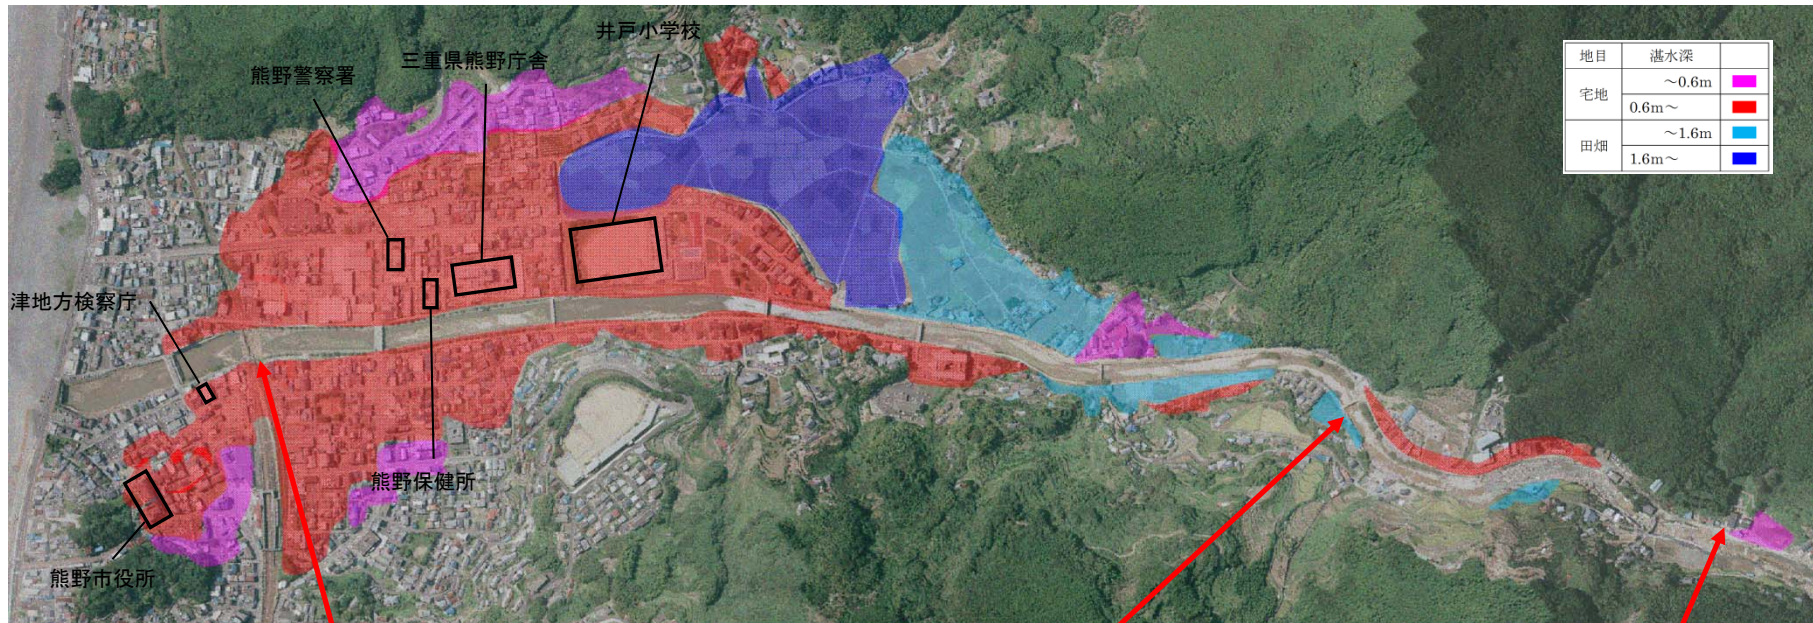 井戸小学校
三重県熊野庁舎
熊野警察署
地目 湛水深
宅地 ～0.6m
0.6m～
田畑 ～1.6m
1.6m～
津地方検察庁
熊野保健所
熊野市役所